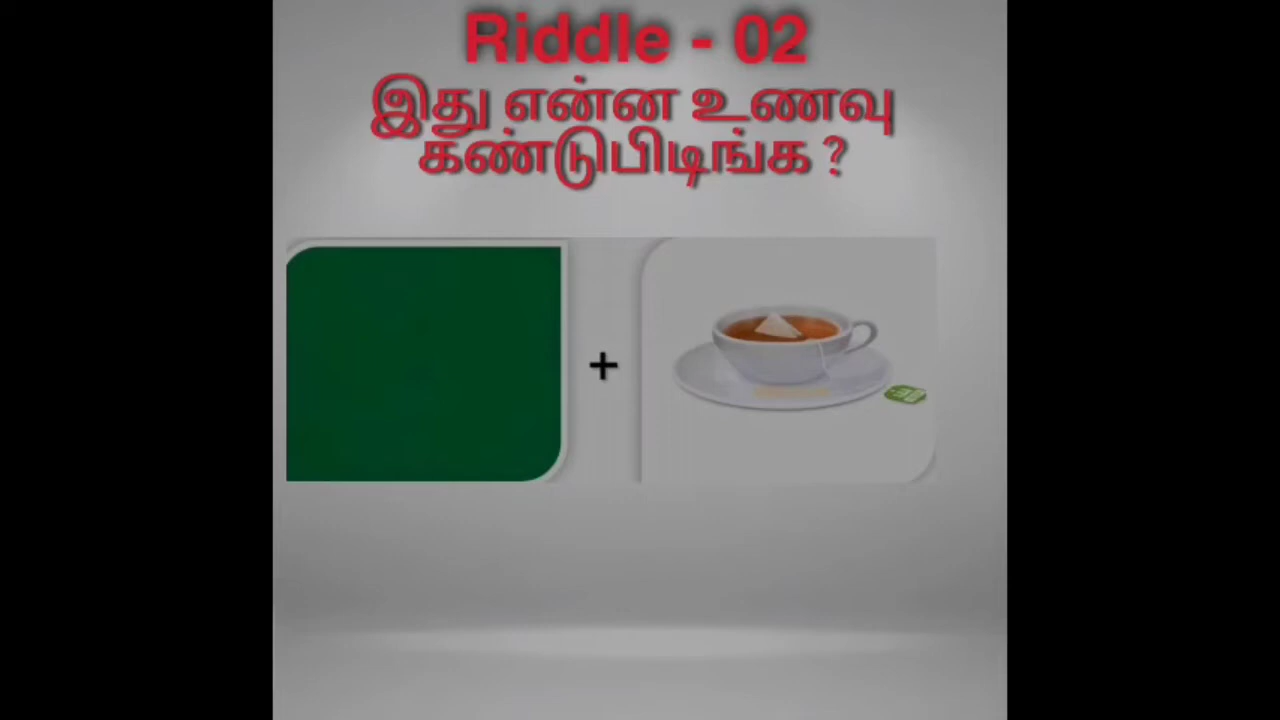 Riddle - 02
இது என்ன உணவு
கண்டுபிடிங்க ?
+